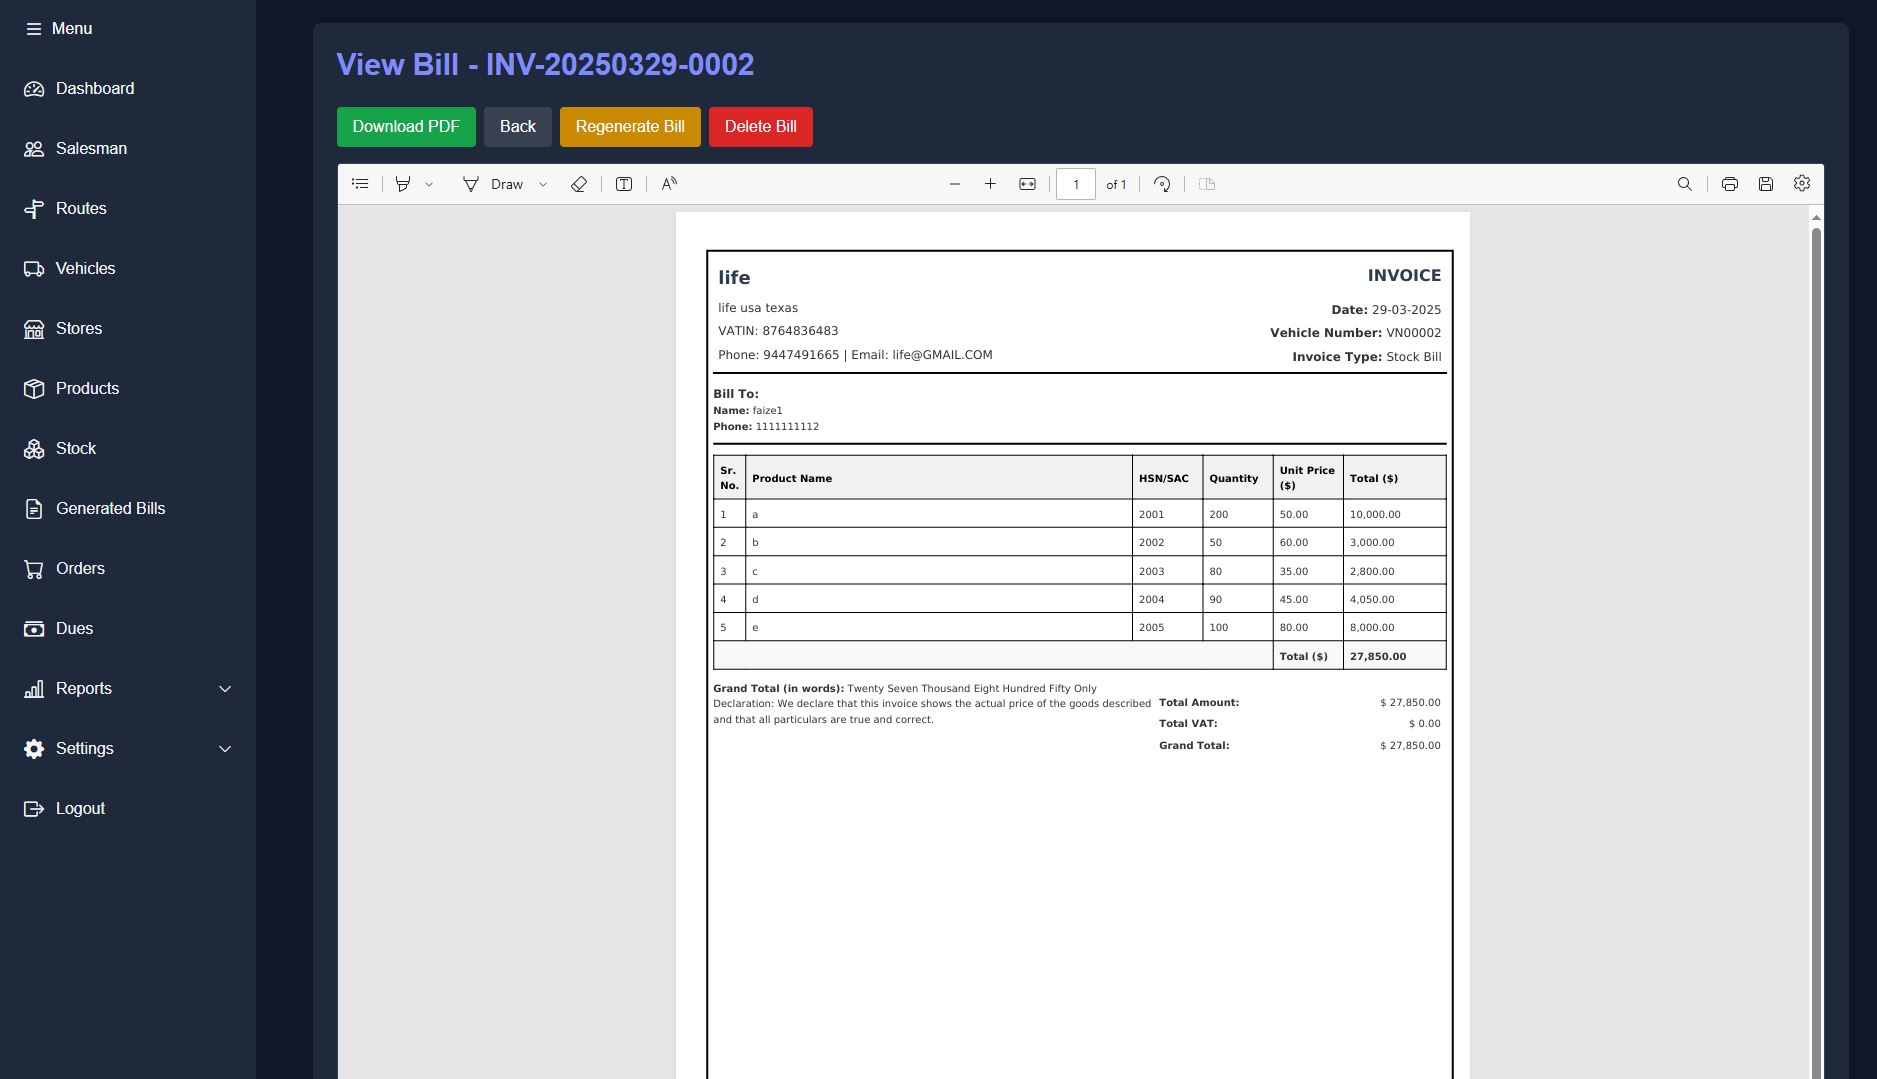 Menu
Dashboard
Salesman
Routes
Vehicles
Stores
Products
Stock
Generated Bills
Orders
Dues
Reports
Settings
Logout
View Bill - INV-20250329-0002
Download PDF Back Regenerate Bill Delete Bill
Draw 1 of 1
life INVOICE
life usa texas Date: 29-03-2025
VATIN: 8764836483 Vehicle Number: VN00002
Phone: 9447491665 | Email: life@GMAIL.COM Invoice Type: Stock Bill
Bill To:
Name: faize1
Phone: 1111111112
Sr. No. Product Name HSN/SAC Quantity Unit Price ($) Total ($)
1 a 2001 200 50.00 10,000.00
2 b 2002 50 60.00 3,000.00
3 c 2003 80 35.00 2,800.00
4 d 2004 90 45.00 4,050.00
5 e 2005 100 80.00 8,000.00
Total ($) 27,850.00
Grand Total (in words): Twenty Seven Thousand Eight Hundred Fifty Only
Declaration: We declare that this invoice shows the actual price of the goods described
and that all particulars are true and correct.
Total Amount: $ 27,850.00
Total VAT: $ 0.00
Grand Total: $ 27,850.00